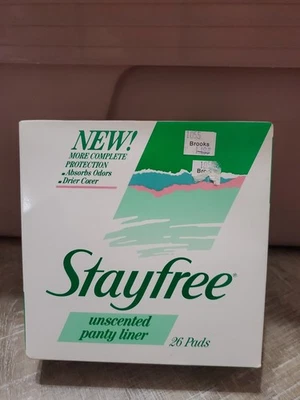 NEW!
MORE COMPLETE
PROTECTION
Absorbs Odors
Drier Cover
Brooks
Stayfree®
unscented
panty liner
26 Pads